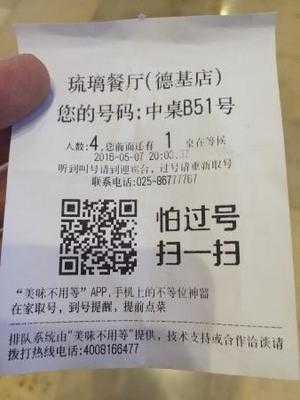 琉璃餐厅(德基店)
您的号码:中桌B51号
人数:4,您前面还有 1 桌在等候
2016-05-07 20:03:37
听到叫号请到迎宾台,过号请重新取号
联系电话:025-86777767
怕过号
扫一扫
“美味不用等”APP,手机上的不等位神器
在家取号,到号提醒,提前点菜
排队系统由"美味不用等"提供，技术支持或合作洽谈请
拨打热线电话:4008166477